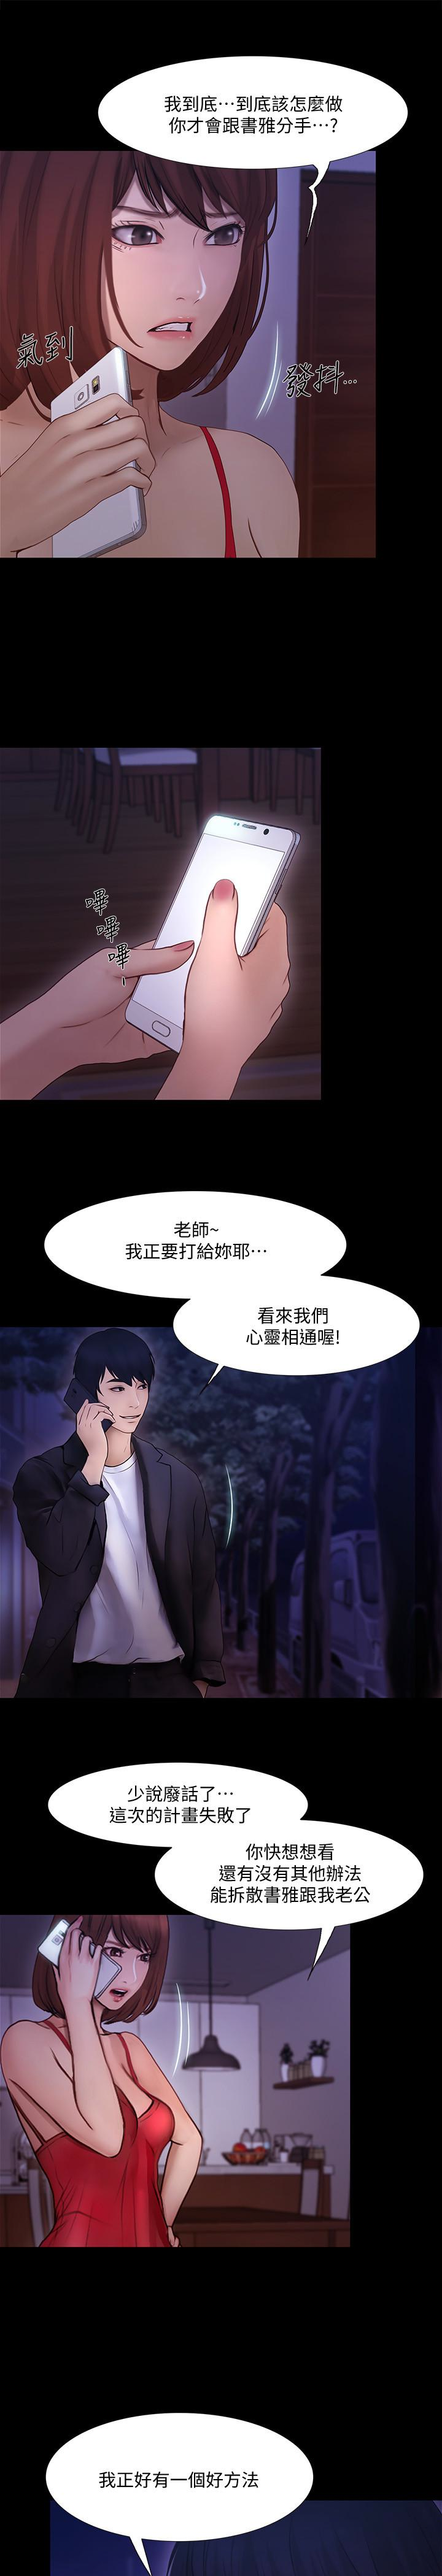 我到底⋯到底該怎麼做
你才會跟書雅分手⋯?
氣到
發抖...
嗶
嗶
嗶-
老師~
我正要打給妳耶⋯
看來我們
心靈相通喔!
少說廢話了⋯
這次的計畫失敗了
你快想想看
還有沒有其他辦法
能拆散書雅跟我老公
我正好有一個好方法